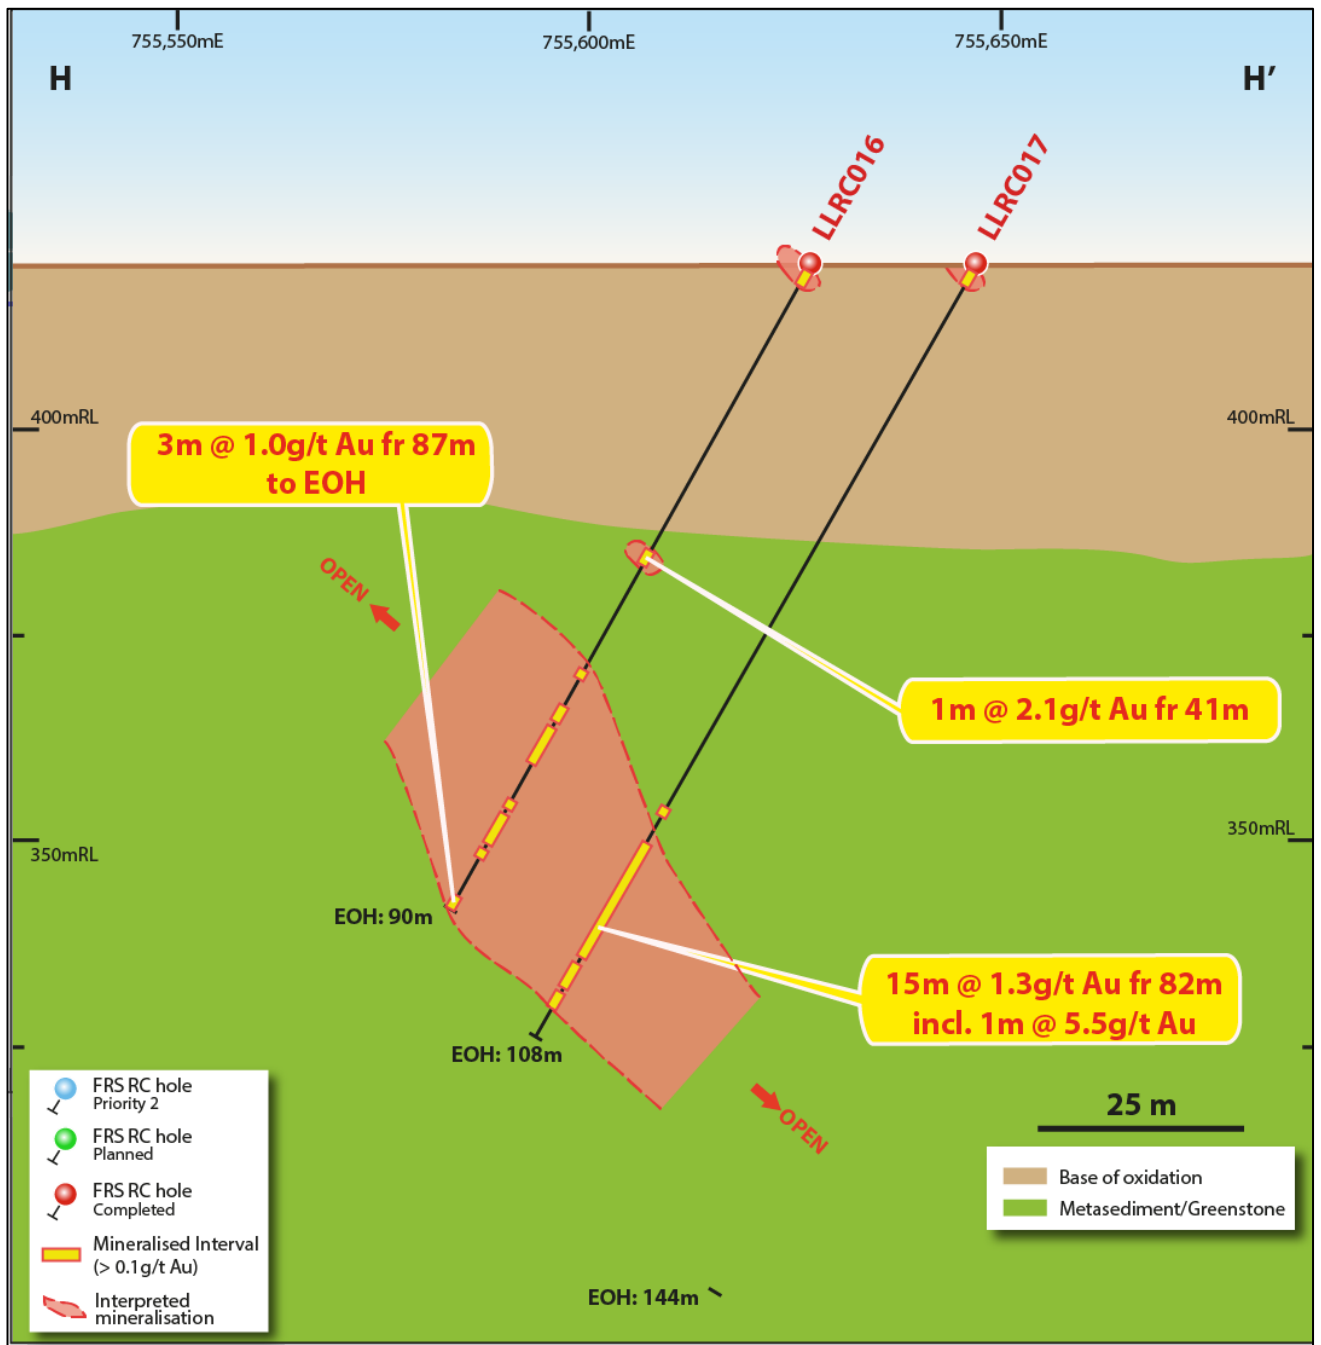 755,550mE
755,600mE
755,650mE
H
H’
LLRC016
LLRC017
400mRL
400mRL
3m @ 1.0g/t Au fr 87m
to EOH
OPEN
1m @ 2.1g/t Au fr 41m
350mRL
350mRL
EOH: 90m
15m @ 1.3g/t Au fr 82m
incl. 1m @ 5.5g/t Au
EOH: 108m
OPEN
25 m
FRS RC hole
Priority 2
FRS RC hole
Planned
FRS RC hole
Completed
Mineralised Interval
(> 0.1g/t Au)
Interpreted
mineralisation
Base of oxidation
Metasediment/Greenstone
EOH: 144m